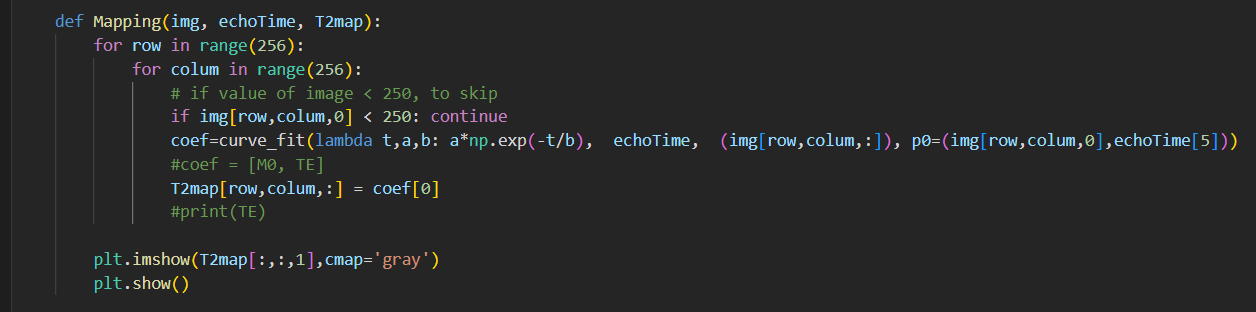 def Mapping(img, echoTime, T2map):
for row in range(256):
for colum in range(256):
# if value of image < 250, to skip
if img[row,colum,0] < 250: continue
coef=curve_fit(lambda t,a,b: a*np.exp(-t/b),  echoTime,  (img[row,colum,:]), p0=(img[row,colum,0],echoTime[5]))
#coef = [M0, TE]
T2map[row,colum,:] = coef[0]
#print(TE)
plt.imshow(T2map[:,:,1],cmap='gray')
plt.show()